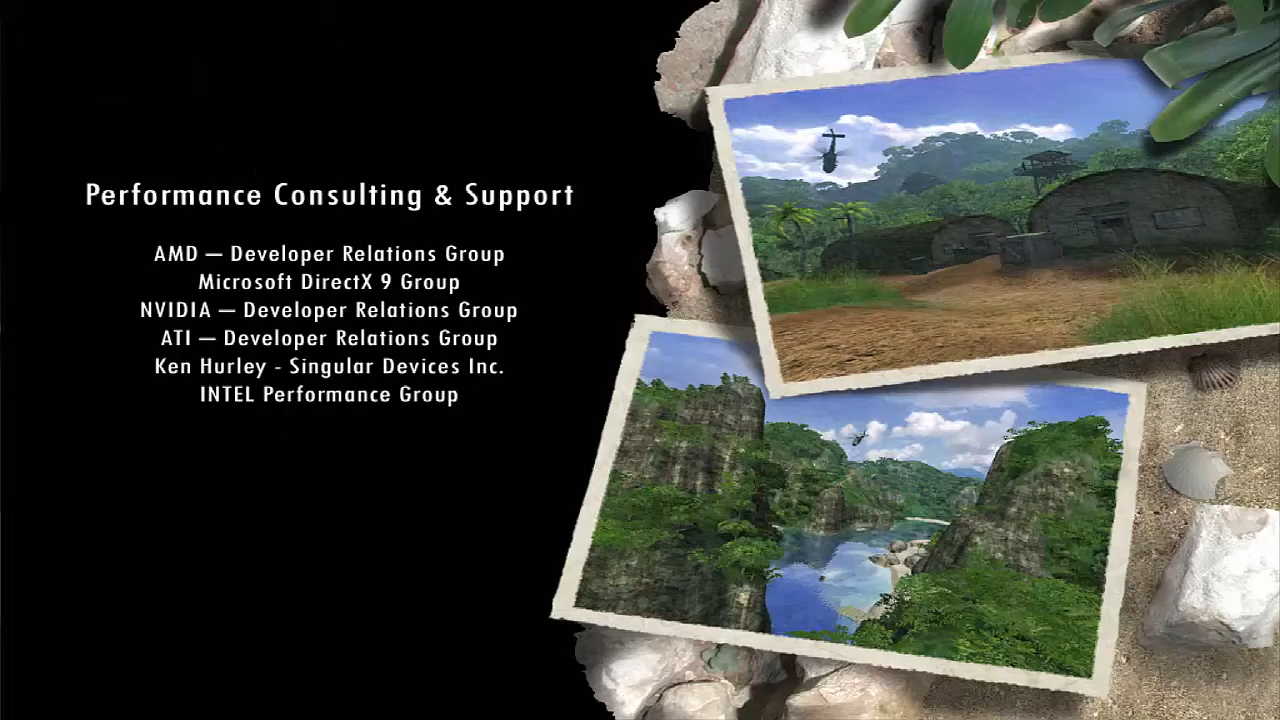 Performance Consulting & Support
AMD — Developer Relations Group
Microsoft DirectX 9 Group
NVIDIA — Developer Relations Group
ATI — Developer Relations Group
Ken Hurley - Singular Devices Inc.
INTEL Performance Group